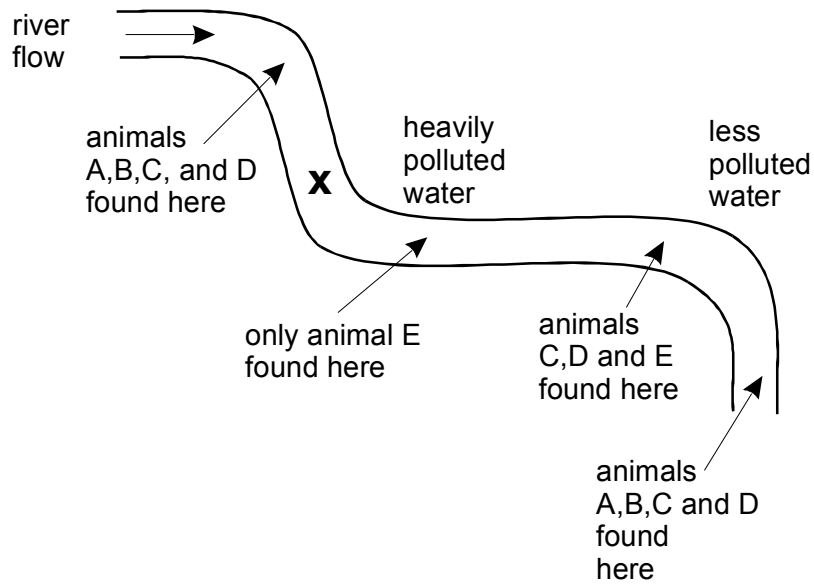 river
flow
animals
A,B,C, and D
found here
X
heavily
polluted
water
less
polluted
water
only animal E
found here
animals
C,D and E
found here
animals
A,B,C and D
found
here